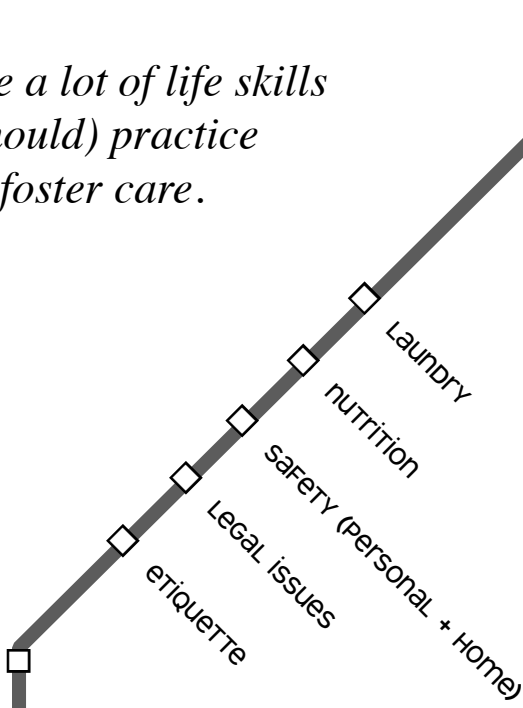 e a lot of life skills
ould) practice
foster care.
Laundry
nutrition
safety (personal + home)
Legal issues
etiquette